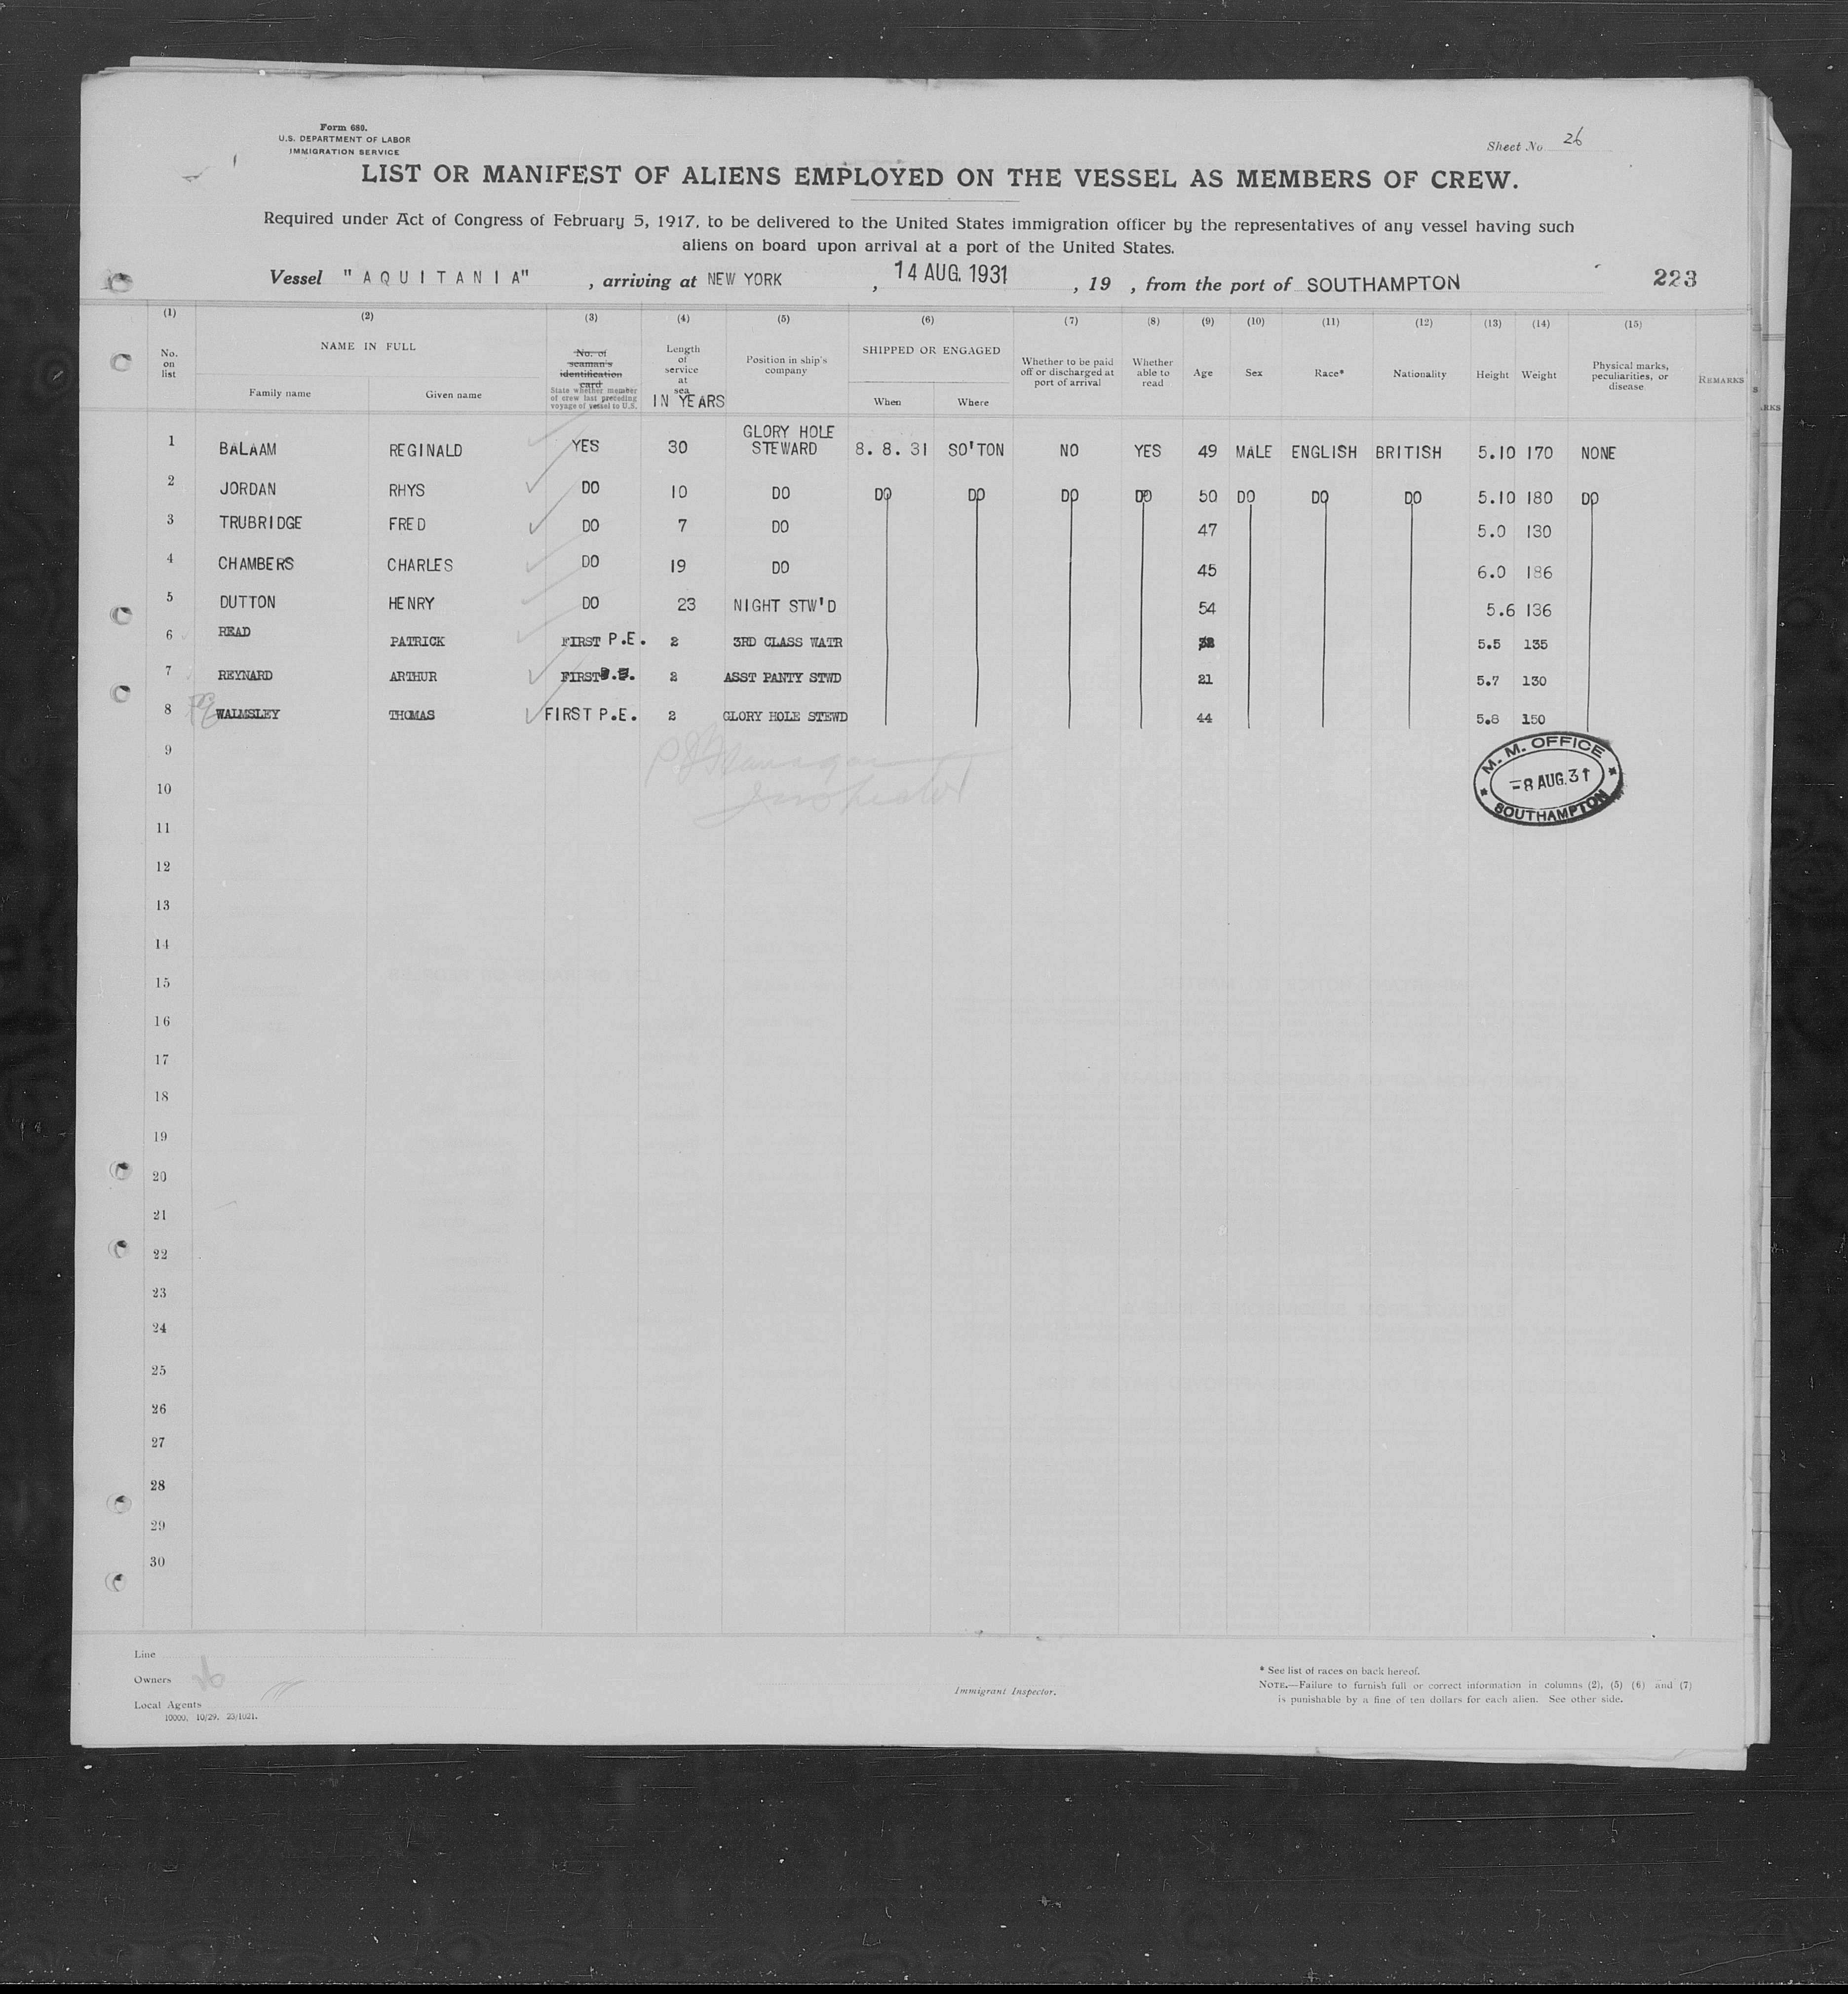 Form 680.
U.S. DEPARTMENT OF LABOR
IMMIGRATION SERVICE
Sheet No 26
LIST OR MANIFEST OF ALIENS EMPLOYED ON THE VESSEL AS MEMBERS OF CREW.
Required under Act of Congress of February 5, 1917, to be delivered to the United States immigration officer by the representatives of any vessel having such
aliens on board upon arrival at a port of the United States.
Vessel "AQUITANIA", arriving at NEW YORK, 14 AUG. 1931, 19 , from the port of SOUTHAMPTON 223
(1) (2) (3) (4) (5) (6) (7) (8) (9) (10) (11) (12) (13) (14) (15)
No. on list
NAME IN FULL
Family name
Given name
No. of seaman's identification card
State whether member of crew last preceding voyage of vessel to U.S.
Length of service at sea
IN YEARS
Position in ship's company
SHIPPED OR ENGAGED
When
Where
Whether to be paid off or discharged at port of arrival
Whether able to read
Age
Sex
Race*
Nationality
Height
Weight
Physical marks, peculiarities, or disease
REMARKS
1 BALAAM REGINALD YES 30 GLORY HOLE STEWARD 8. 8. 31 SO'TON NO YES 49 MALE ENGLISH BRITISH 5.10 170 NONE
2 JORDAN RHYS DO 10 DO DO DO DO DO 50 DO DO DO 5.10 180 DO
3 TRUBRIDGE FRED DO 7 DO 47 5.0 130
4 CHAMBERS CHARLES DO 19 DO 45 6.0 186
5 DUTTON HENRY DO 23 NIGHT STW'D 54 5.6 136
6 READ PATRICK FIRST P.E. 2 3RD CLASS WATR 5.5 135
7 REYNARD ARTHUR FIRST 2 ASST PANTY STWD 21 5.7 130
8 WALMSLEY THOMAS FIRST P.E. 2 GLORY HOLE STEWD 44 5.8 150
9
Inspector
10
M. M. OFFICE
-8 AUG. 31
SOUTHAMPTON
11
12
13
14
15
16
17
18
19
20
21
22
23
24
25
26
27
28
29
30
Line
Owners
Local Agents
10000. 10/29. 23/1021.
26
Immigrant Inspector.
* See list of races on back hereof.
NOTE.—Failure to furnish full or correct information in columns (2), (5) (6) and (7)
is punishable by a fine of ten dollars for each alien. See other side.